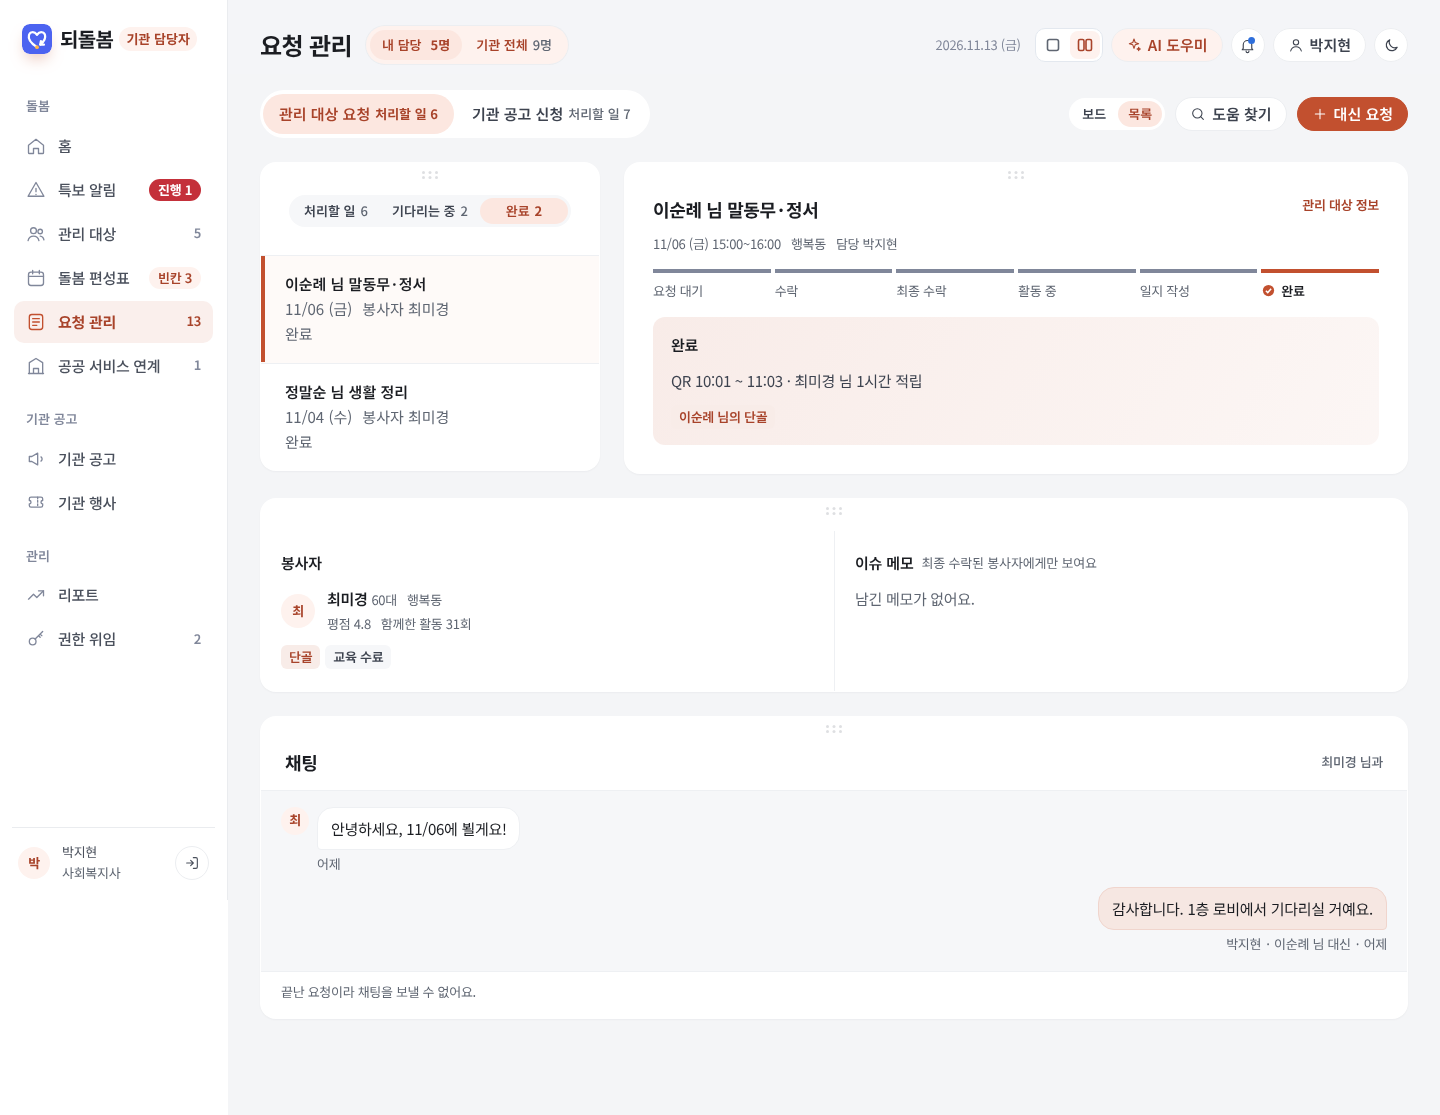 되돌봄 기관 담당자
돌봄
홈
특보 알림 진행 1
관리 대상 5
돌봄 편성표 빈칸 3
요청 관리 13
공공 서비스 연계 1
기관 공고
기관 공고
기관 행사
관리
리포트
권한 위임 2
박 박지현
사회복지사
요청 관리 내 담당 5명 기관 전체 9명
2026.11.13 (금) AI 도우미 박지현
관리 대상 요청 처리할 일 6 기관 공고 신청 처리할 일 7
보드 목록 도움 찾기 대신 요청
처리할 일 6 기다리는 중 2 완료 2
이순례 님 말동무·정서
11/06 (금) 봉사자 최미경
완료
정말순 님 생활 정리
11/04 (수) 봉사자 최미경
완료
이순례 님 말동무·정서 관리 대상 정보
11/06 (금) 15:00~16:00 행복동 담당 박지현
요청 대기 수락 최종 수락 활동 중 일지 작성 완료
완료
QR 10:01 ~ 11:03 · 최미경 님 1시간 적립
이순례 님의 단골
봉사자
최 최미경 60대 행복동
평점 4.8 함께한 활동 31회
단골 교육 수료
이슈 메모 최종 수락된 봉사자에게만 보여요
남긴 메모가 없어요.
채팅 최미경 님과
최 안녕하세요, 11/06에 뵐게요!
어제
감사합니다. 1층 로비에서 기다리실 거예요.
박지현 · 이순례 님 대신 · 어제
끝난 요청이라 채팅을 보낼 수 없어요.